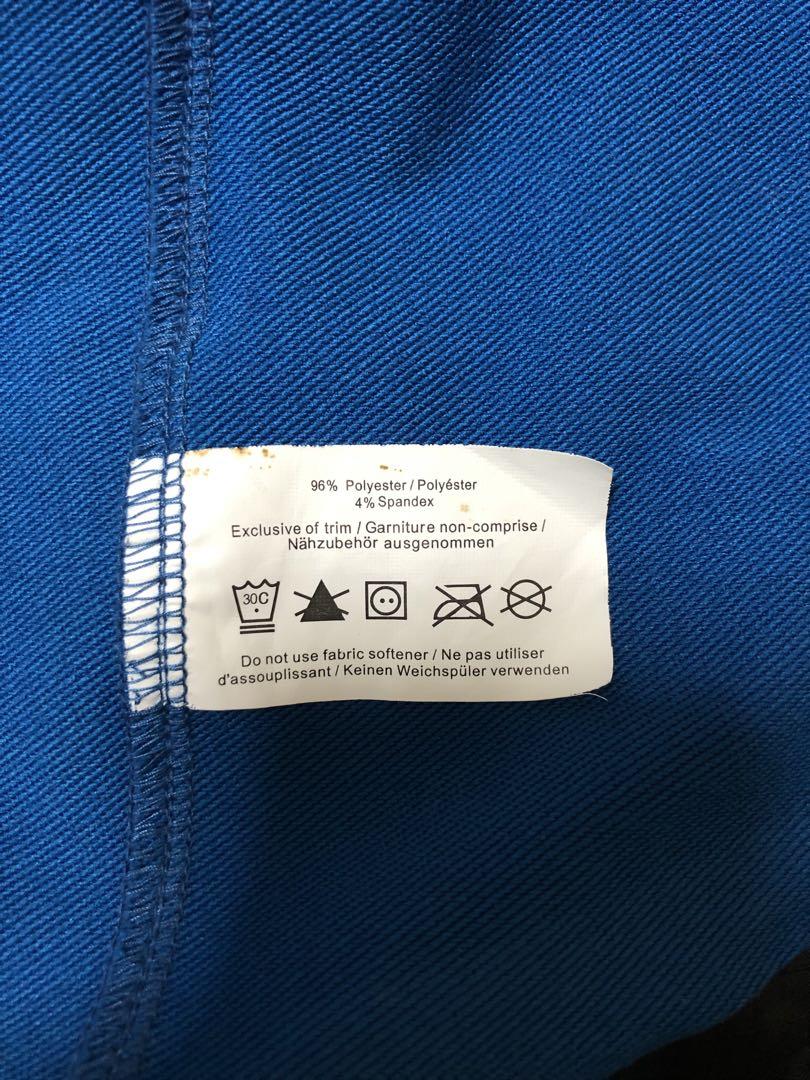 96% Polyester / Polyéster
4% Spandex
Exclusive of trim / Garniture non-comprise /
Nähzubehör ausgenommen
30C
Do not use fabric softener / Ne pas utiliser
d'assouplissant / Keinen Weichspüler verwenden